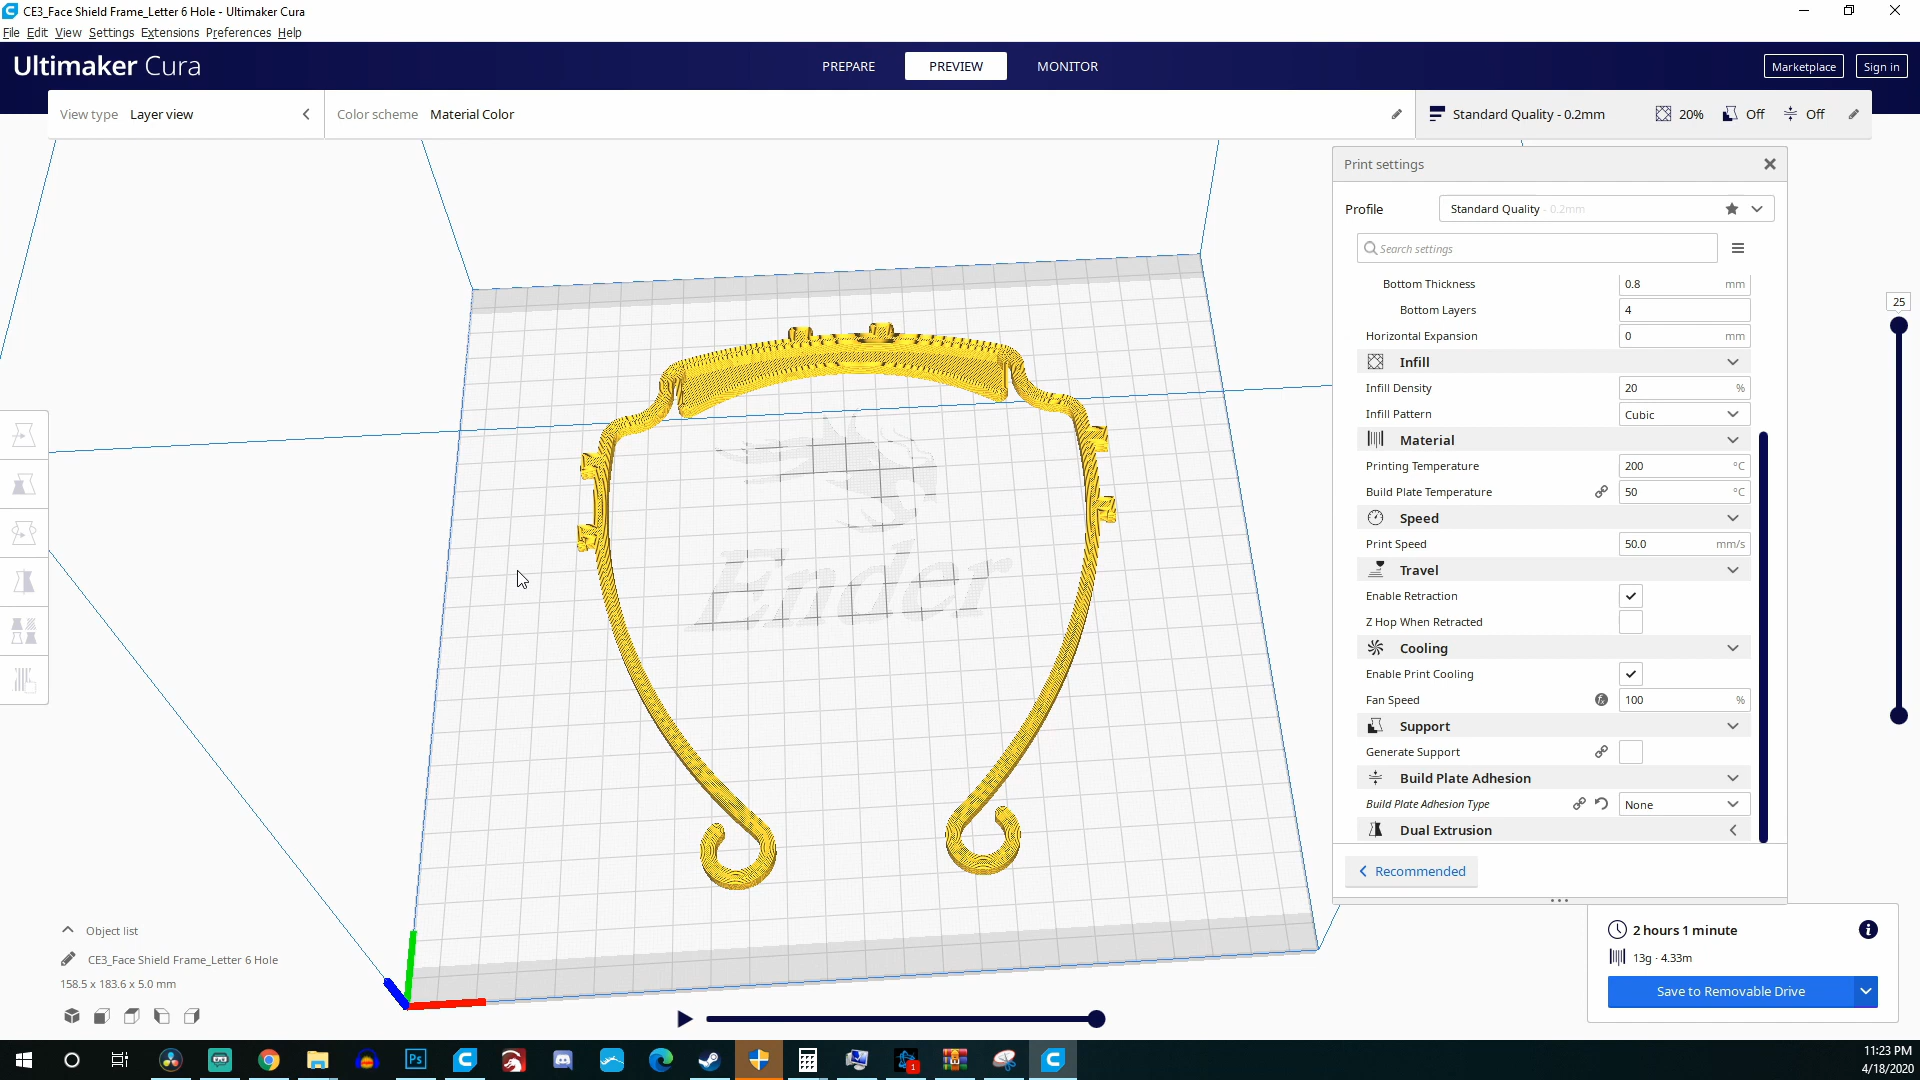 CE3_Face Shield Frame_Letter 6 Hole - Ultimaker Cura
File Edit View Settings Extensions Preferences Help
Ultimaker Cura
PREPARE
PREVIEW
MONITOR
Marketplace
Sign in
View type Layer view
Color scheme Material Color
Standard Quality - 0.2mm
20%
Off
Off
Print settings
Profile
Standard Quality - 0.2mm
Search settings
Bottom Thickness 0.8 mm
Bottom Layers 4
Horizontal Expansion 0 mm
Infill
Infill Density 20 %
Infill Pattern Cubic
Material
Printing Temperature 200 °C
Build Plate Temperature 50 °C
Speed
Print Speed 50.0 mm/s
Travel
Enable Retraction
Z Hop When Retracted
Cooling
Enable Print Cooling
Fan Speed 100 %
Support
Generate Support
Build Plate Adhesion
Build Plate Adhesion Type None
Dual Extrusion
Recommended
25
Ender
Object list
CE3_Face Shield Frame_Letter 6 Hole
158.5 x 183.6 x 5.0 mm
2 hours 1 minute
13g · 4.33m
Save to Removable Drive
Ps
1
11:23 PM
4/18/2020